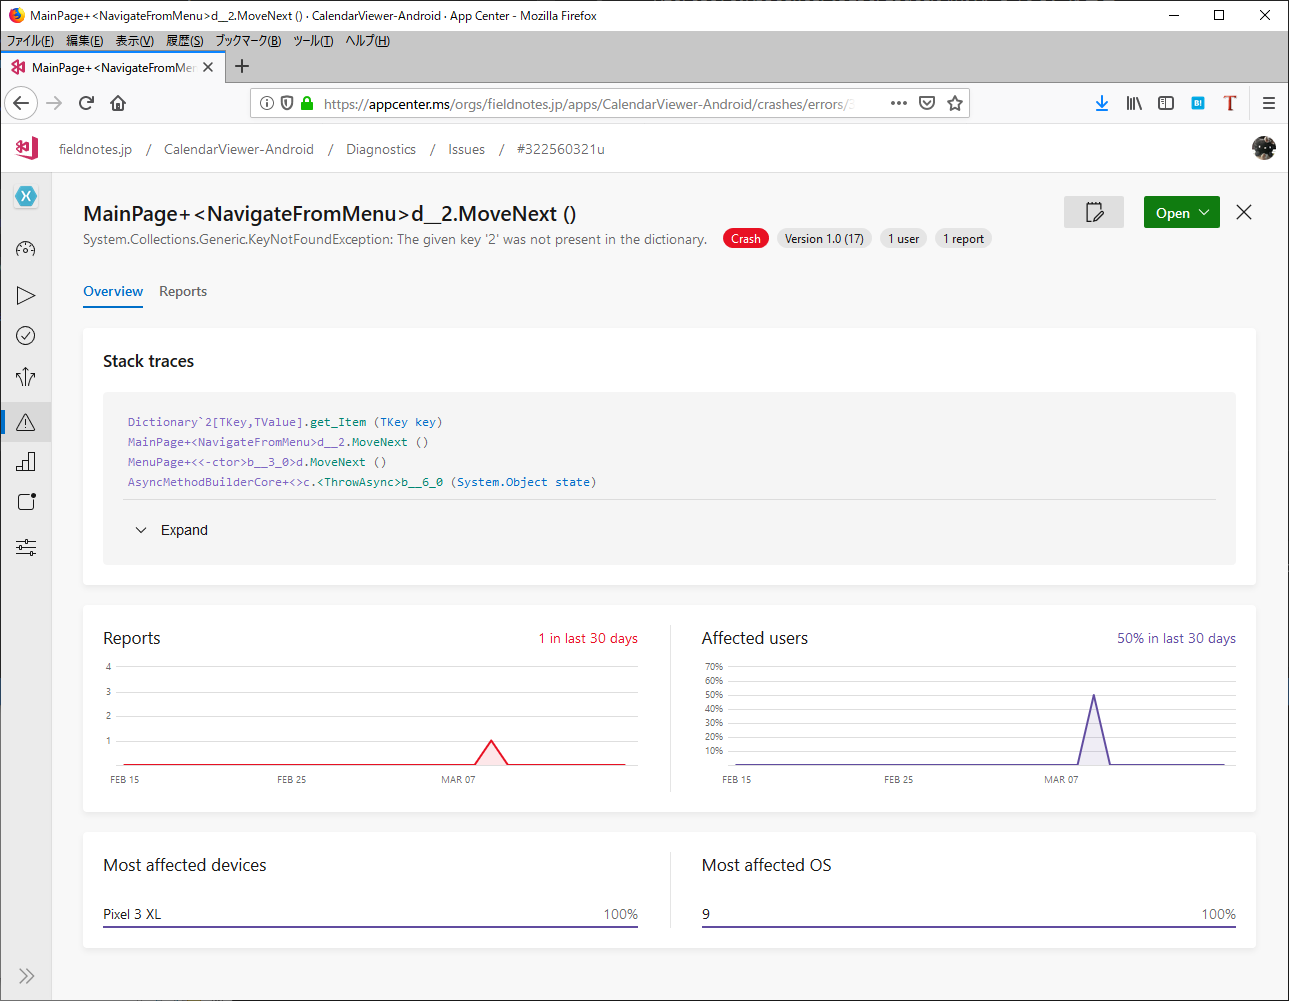 MainPage+<NavigateFromMenu>d__2.MoveNext () · CalendarViewer-Android · App Center - Mozilla Firefox
ファイル(F) 編集(E) 表示(V) 履歴(S) ブックマーク(B) ツール(T) ヘルプ(H)
MainPage+<NavigateFromMen
https://appcenter.ms/orgs/fieldnotes.jp/apps/CalendarViewer-Android/crashes/errors/
fieldnotes.jp / CalendarViewer-Android / Diagnostics / Issues / #322560321u
MainPage+<NavigateFromMenu>d__2.MoveNext ()
Open
System.Collections.Generic.KeyNotFoundException: The given key '2' was not present in the dictionary. Crash Version 1.0 (17) 1 user 1 report
Overview Reports
Stack traces
Dictionary`2[TKey,TValue].get_Item (TKey key)
MainPage+<NavigateFromMenu>d__2.MoveNext ()
MenuPage+<<-ctor>b__3_0>d.MoveNext ()
AsyncMethodBuilderCore+<>c.<ThrowAsync>b__6_0 (System.Object state)
Expand
Reports 1 in last 30 days
4
3
2
1
FEB 15 FEB 25 MAR 07
Affected users 50% in last 30 days
70%
60%
50%
40%
30%
20%
10%
FEB 15 FEB 25 MAR 07
Most affected devices
Pixel 3 XL 100%
Most affected OS
9 100%